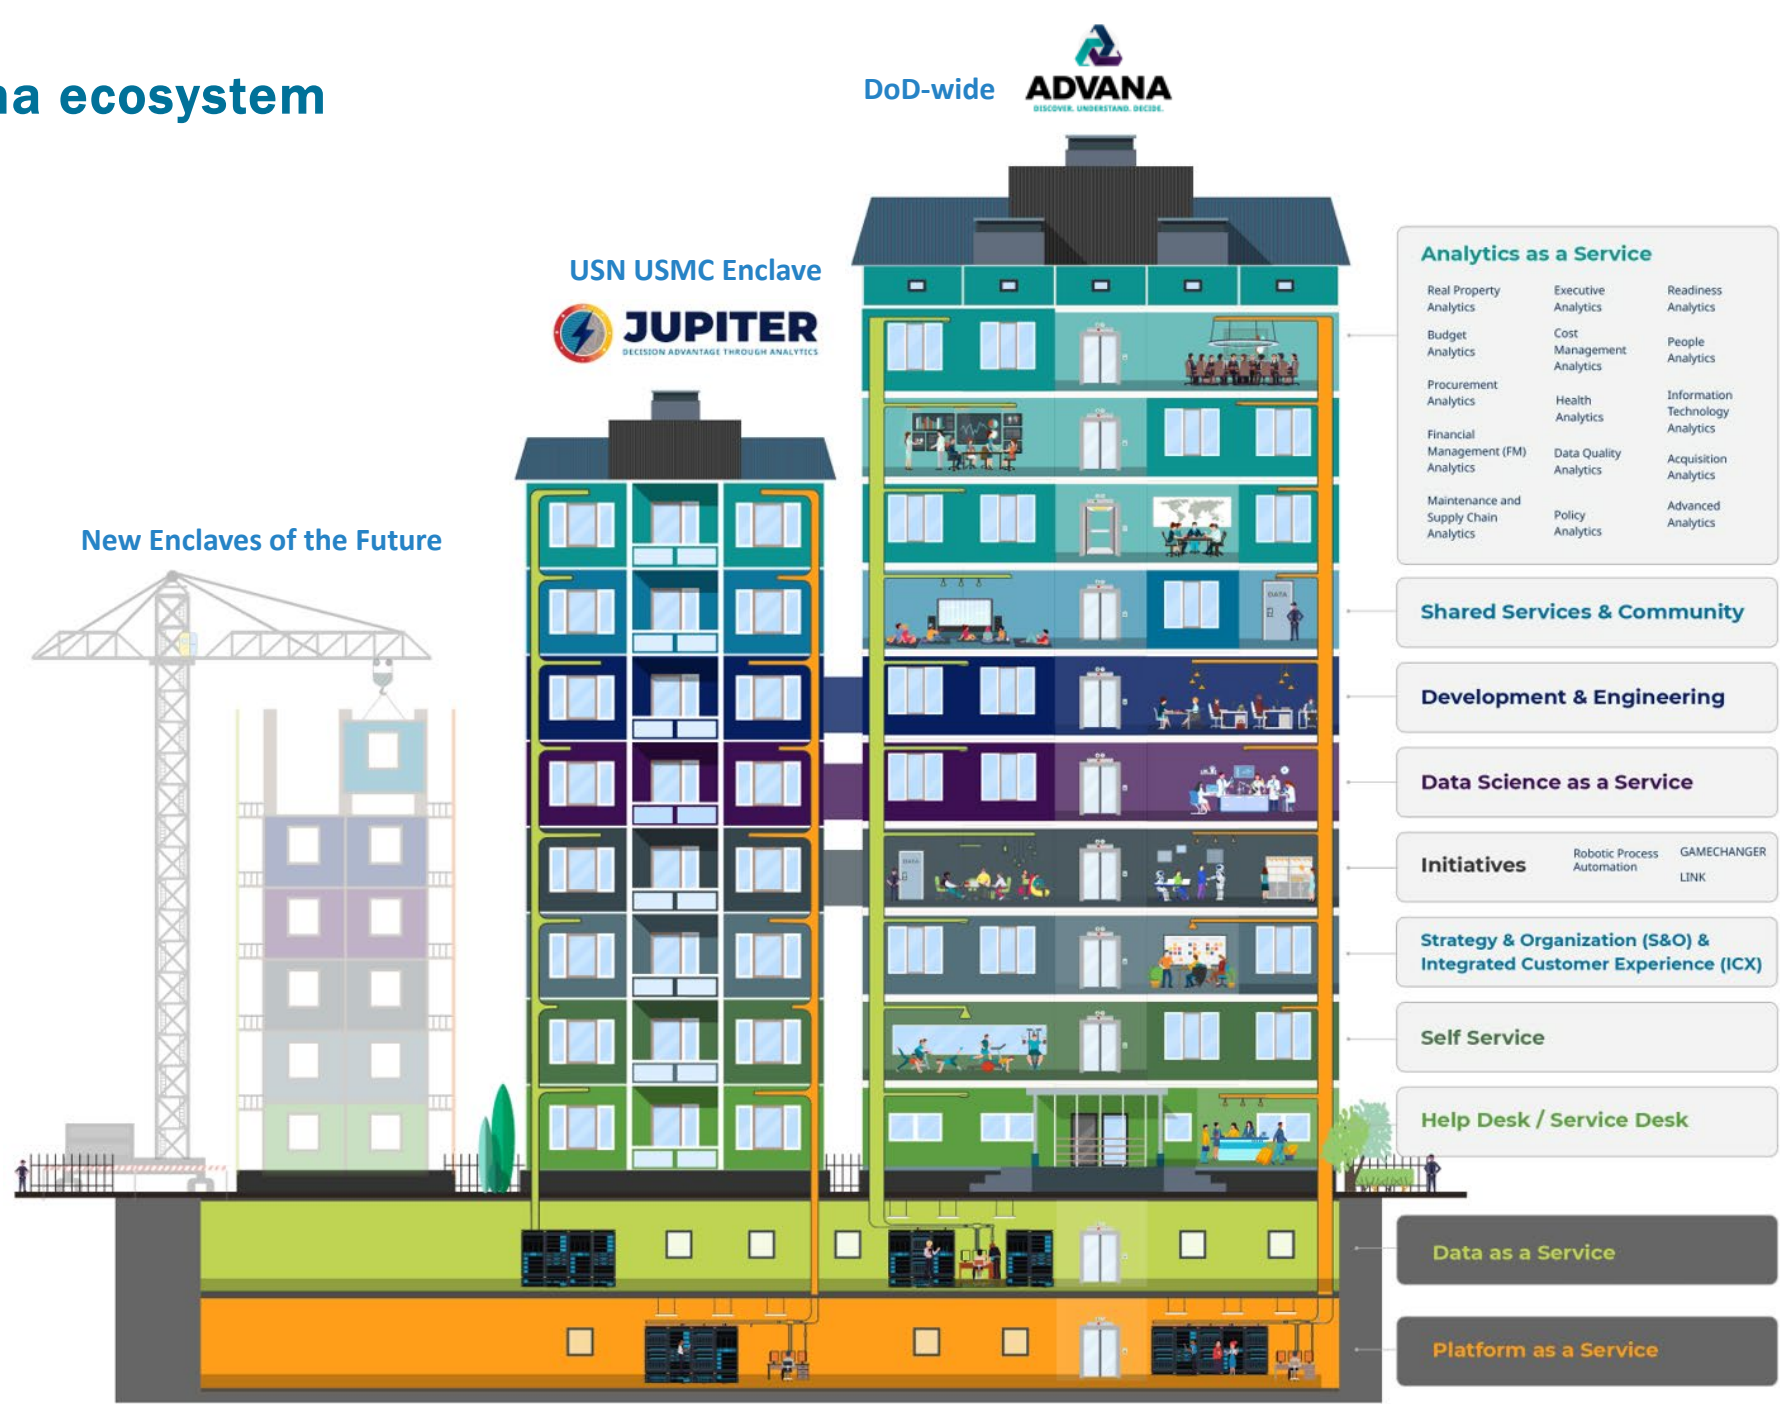 na ecosystem
DoD-wide
ADVANA
DISCOVER. UNDERSTAND. DECIDE.
USN USMC Enclave
JUPITER
DECISION ADVANTAGE THROUGH ANALYTICS
New Enclaves of the Future
Analytics as a Service
Real Property
Analytics
Budget
Analytics
Procurement
Analytics
Financial
Management (FM)
Analytics
Maintenance and
Supply Chain
Analytics
Executive
Analytics
Cost
Management
Analytics
Health
Analytics
Data Quality
Analytics
Policy
Analytics
Readiness
Analytics
People
Analytics
Information
Technology
Analytics
Acquisition
Analytics
Advanced
Analytics
DATA
Shared Services & Community
Development & Engineering
Data Science as a Service
DATA
Initiatives
Robotic Process
Automation
GAMECHANGER
LINK
Strategy & Organization (S&O) &
Integrated Customer Experience (ICX)
Self Service
Help Desk / Service Desk
Data as a Service
Platform as a Service